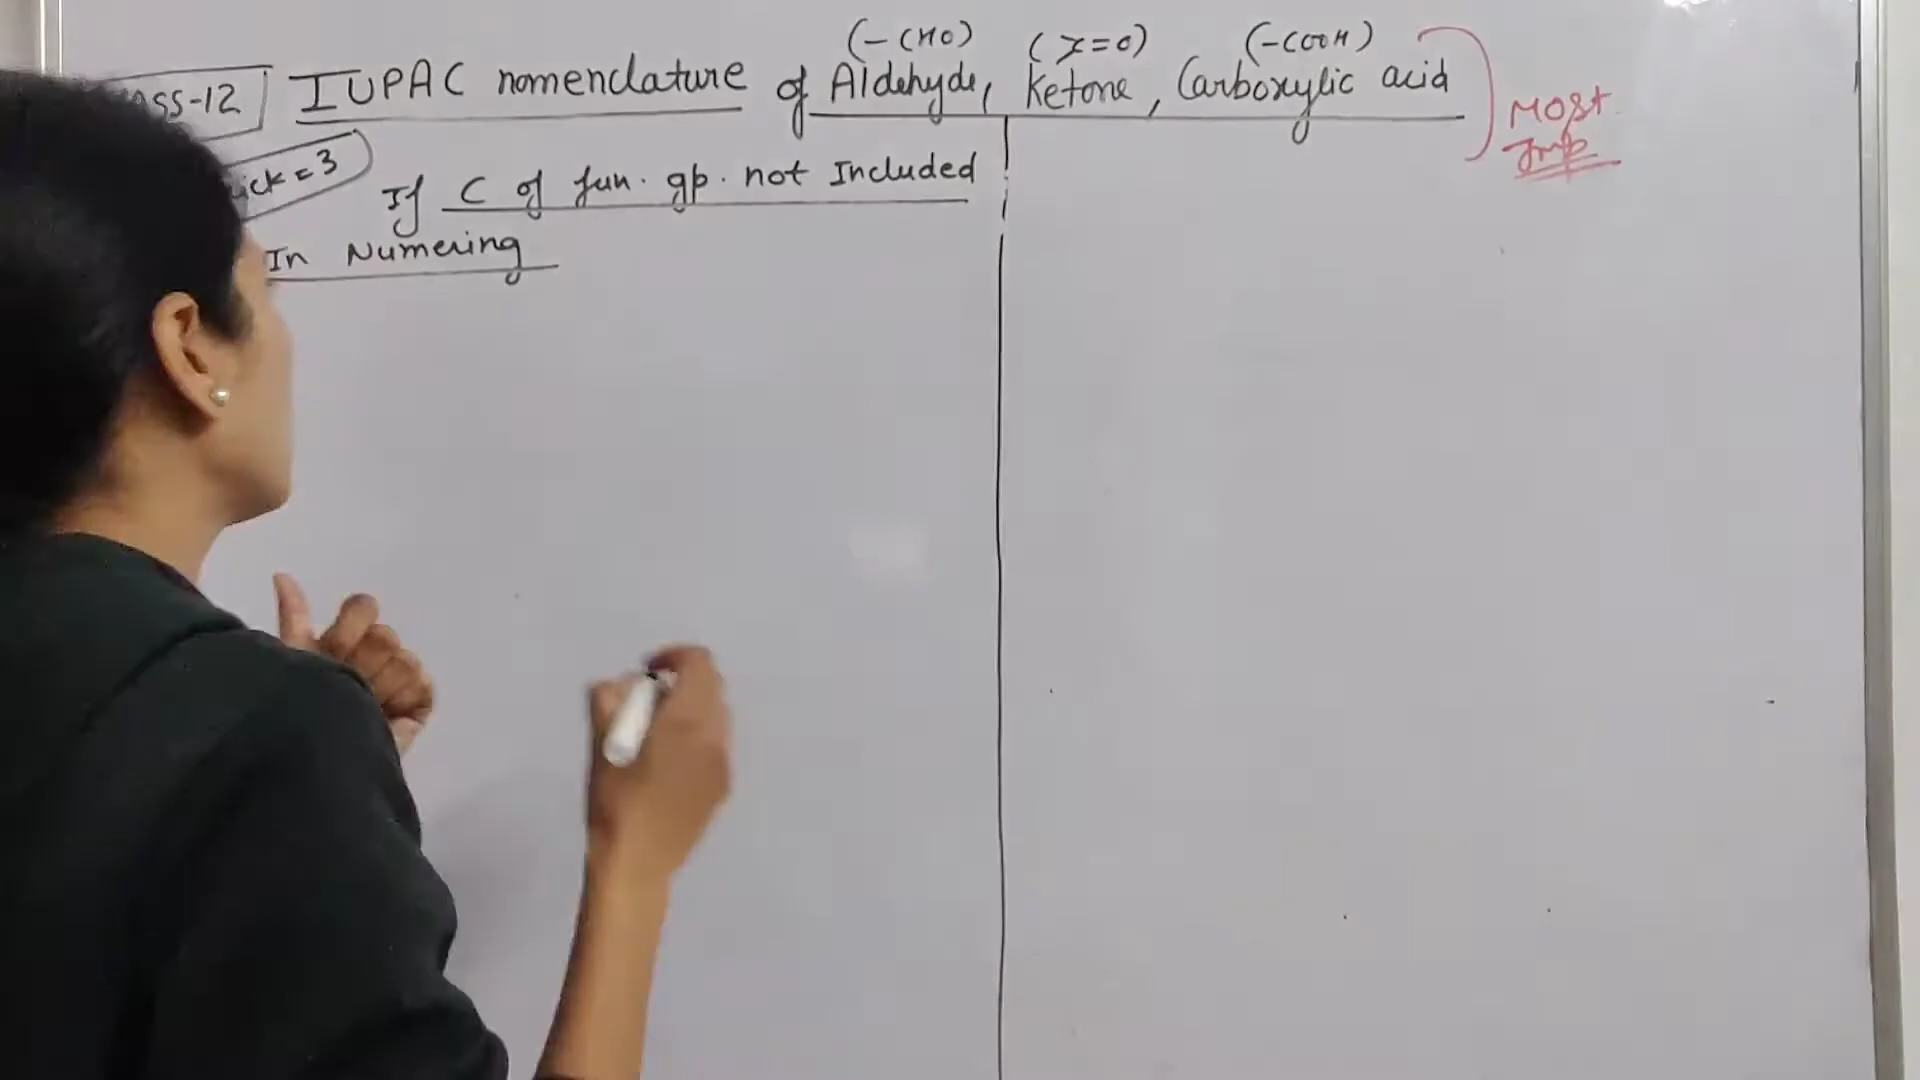 (-CHO) (>=0) (-COOH)
ASS-12 IUPAC nomenclature of Aldehyde, Ketone, Carboxylic acid
Most
Imp
ick=3
If C of fun. gp. not Included
In Numering